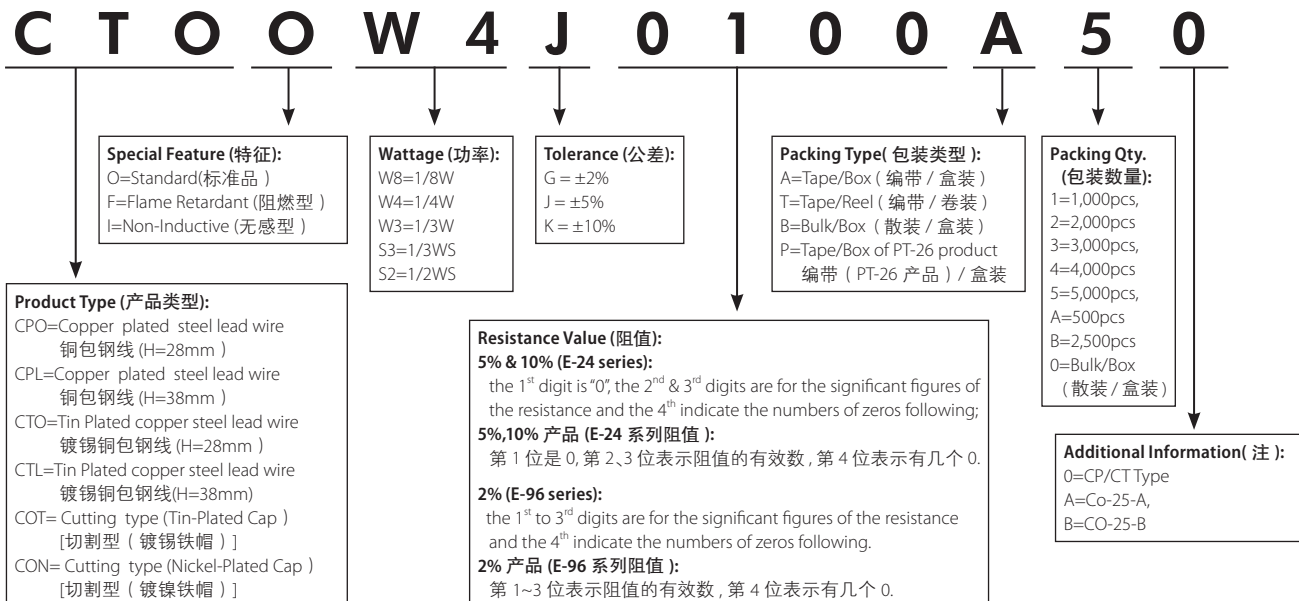 C T O O W 4 J 0 1 0 0 A 5 0
Special Feature (特征):
O=Standard(标准品 )
F=Flame Retardant (阻燃型 )
I=Non-Inductive (无感型 )
Wattage (功率):
W8=1/8W
W4=1/4W
W3=1/3W
S3=1/3WS
S2=1/2WS
Tolerance (公差):
G = ±2%
J = ±5%
K = ±10%
Packing Type( 包装类型 ):
A=Tape/Box ( 编带 / 盒装 )
T=Tape/Reel ( 编带 / 卷装 )
B=Bulk/Box ( 散装 / 盒装 )
P=Tape/Box of PT-26 product
编带 ( PT-26 产品 ) / 盒装
Packing Qty.
(包装数量):
1=1,000pcs,
2=2,000pcs
3=3,000pcs,
4=4,000pcs
5=5,000pcs,
A=500pcs
B=2,500pcs
0=Bulk/Box
( 散装 / 盒装 )
Product Type (产品类型):
CPO=Copper plated steel lead wire
铜包钢线 (H=28mm )
CPL=Copper plated steel lead wire
铜包钢线 (H=38mm )
CTO=Tin Plated copper steel lead wire
镀锡铜包钢线 (H=28mm )
CTL=Tin Plated copper steel lead wire
镀锡铜包钢线(H=38mm)
COT= Cutting type (Tin-Plated Cap )
[切割型 ( 镀锡铁帽 ) ]
CON= Cutting type (Nickel-Plated Cap )
[切割型 ( 镀镍铁帽 ) ]
Resistance Value (阻值):
5% & 10% (E-24 series):
the 1st digit is "0", the 2nd & 3rd digits are for the significant figures of
the resistance and the 4th indicate the numbers of zeros following;
5%,10% 产品 (E-24 系列阻值 ):
第 1 位是 0, 第 2、3 位表示阻值的有效数 , 第 4 位表示有几个 0.
2% (E-96 series):
the 1st to 3rd digits are for the significant figures of the resistance
and the 4th indicate the numbers of zeros following.
2% 产品 (E-96 系列阻值 ):
第 1~3 位表示阻值的有效数 , 第 4 位表示有几个 0.
Additional Information( 注 ):
0=CP/CT Type
A=Co-25-A,
B=CO-25-B